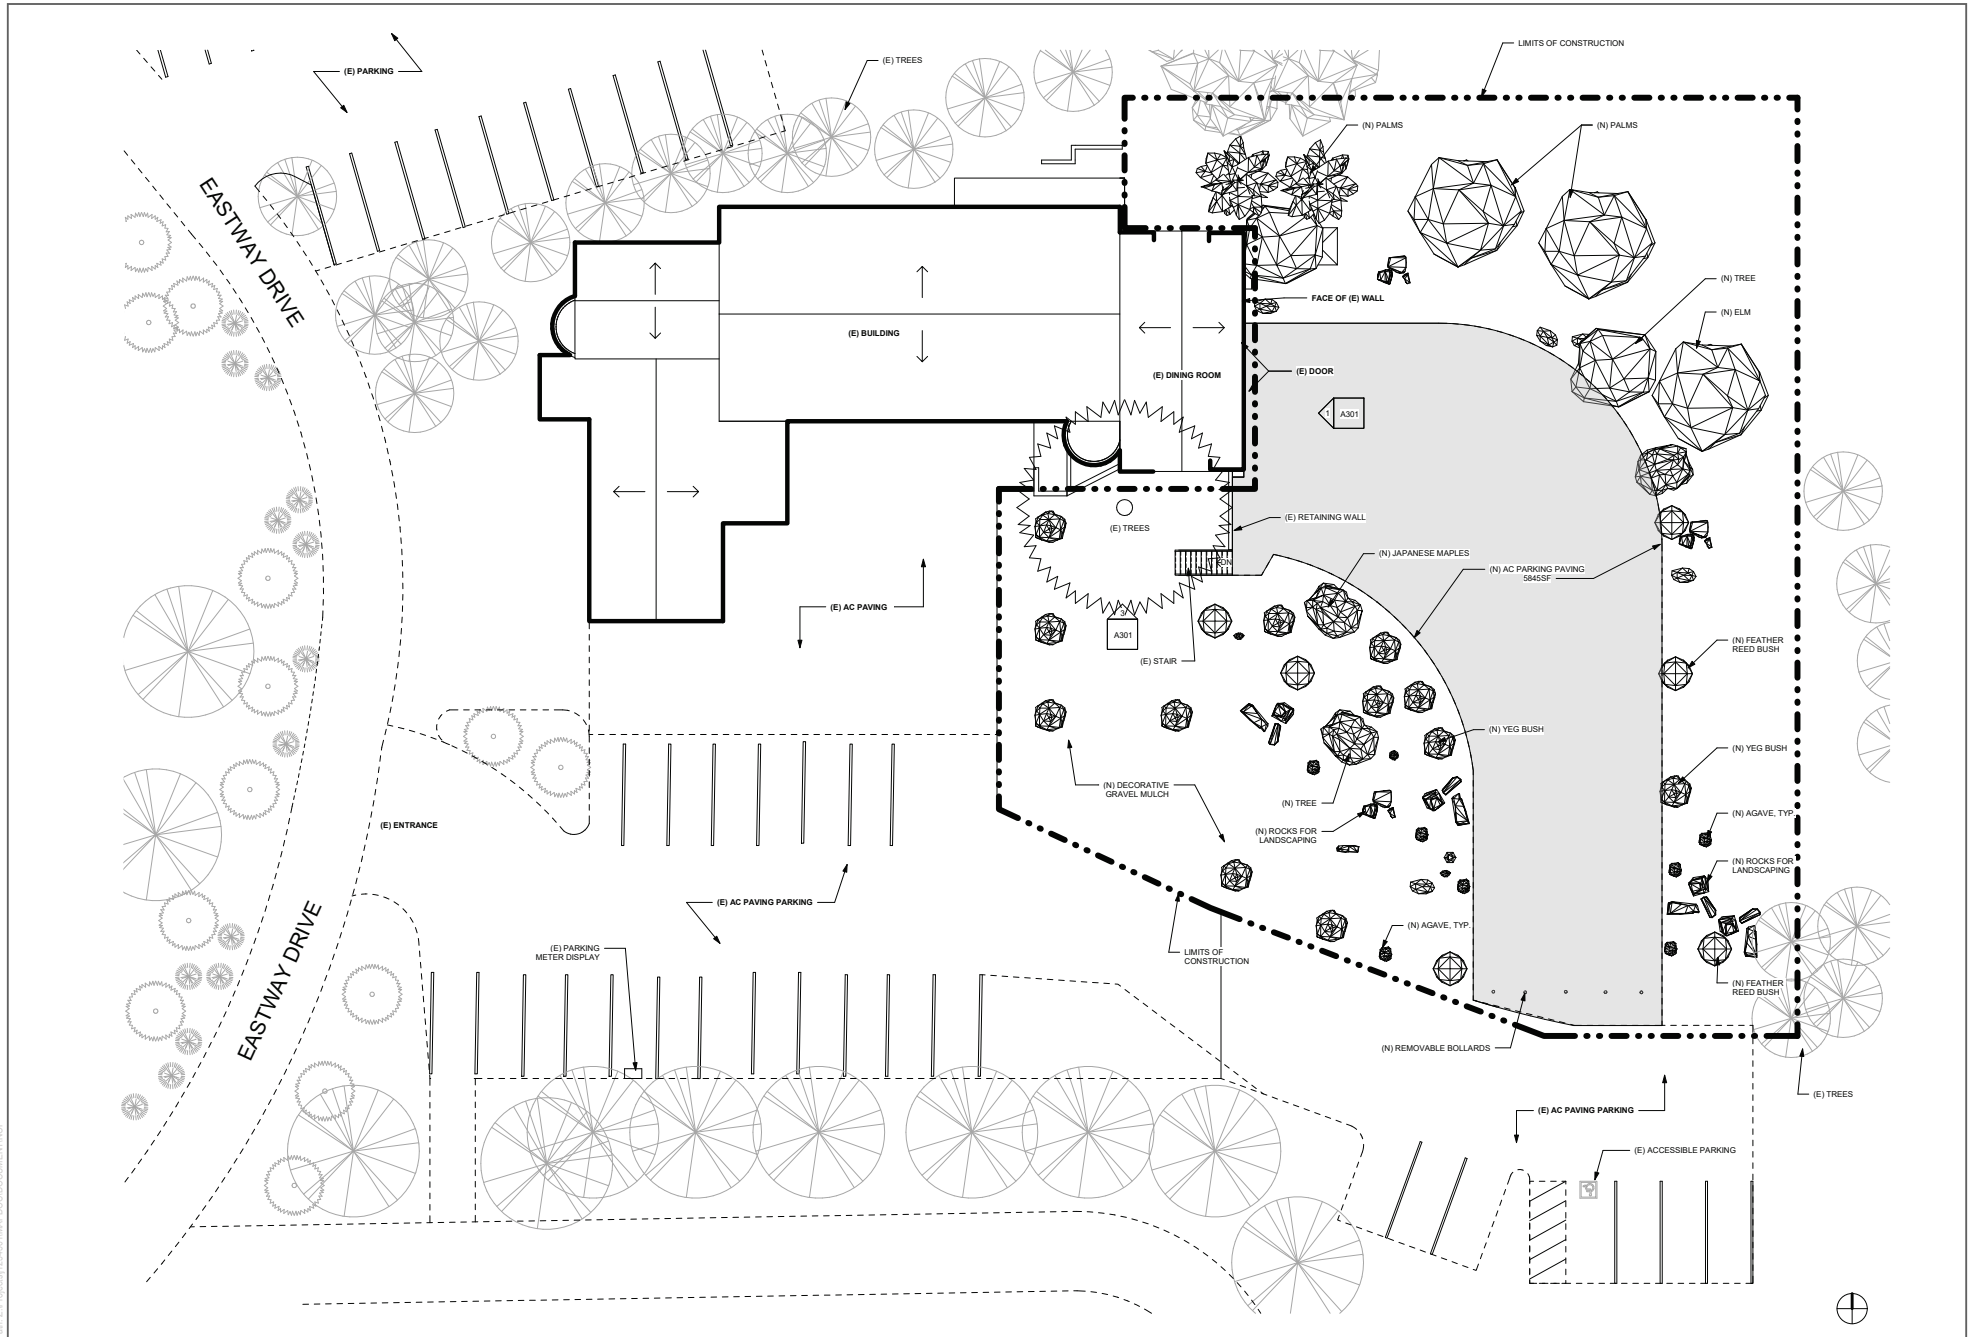 LIMITS OF CONSTRUCTION
(E) PARKING
(E) TREES
(N) PALMS
(N) PALMS
EASTWAY DRIVE
(N) TREE
FACE OF (E) WALL
(N) ELM
(E) BUILDING
(E) DINING ROOM
(E) DOOR
1
A301
(E) TREES
(E) RETAINING WALL
(N) JAPANESE MAPLES
DN
(N) AC PARKING PAVING
5845SF
(E) AC PAVING
3
A301
(E) STAIR
(N) FEATHER
REED BUSH
(N) YEG BUSH
(N) YEG BUSH
(N) DECORATIVE
GRAVEL MULCH
(N) TREE
(N) AGAVE, TYP.
(E) ENTRANCE
(N) ROCKS FOR
LANDSCAPING
(N) ROCKS FOR
LANDSCAPING
(E) AC PAVING PARKING
EASTWAY DRIVE
(N) AGAVE, TYP.
(E) PARKING
METER DISPLAY
LIMITS OF
CONSTRUCTION
(N) FEATHER
REED BUSH
(N) REMOVABLE BOLLARDS
(E) TREES
(E) AC PAVING PARKING
(E) ACCESSIBLE PARKING